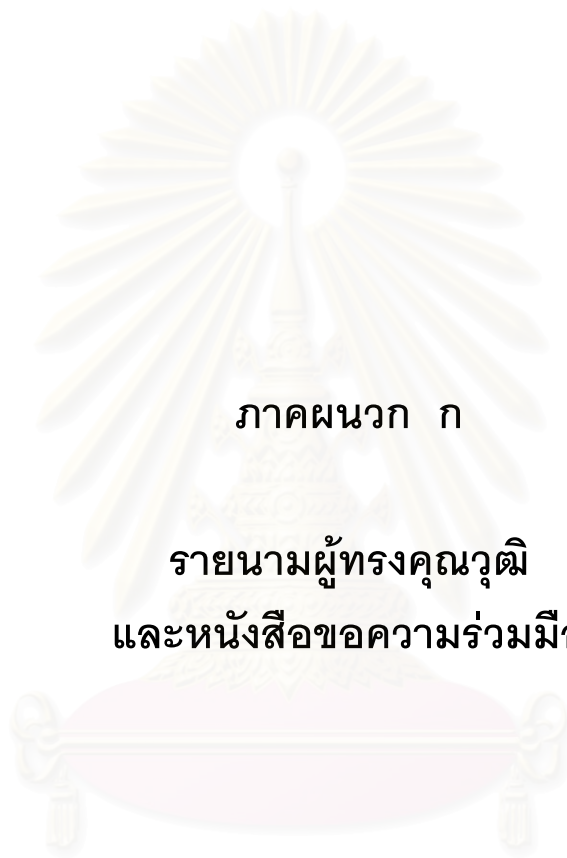 ภาคผนวก ก
รายนามผู้ทรงคุณวุฒิ
และหนังสือขอความร่วมมือ